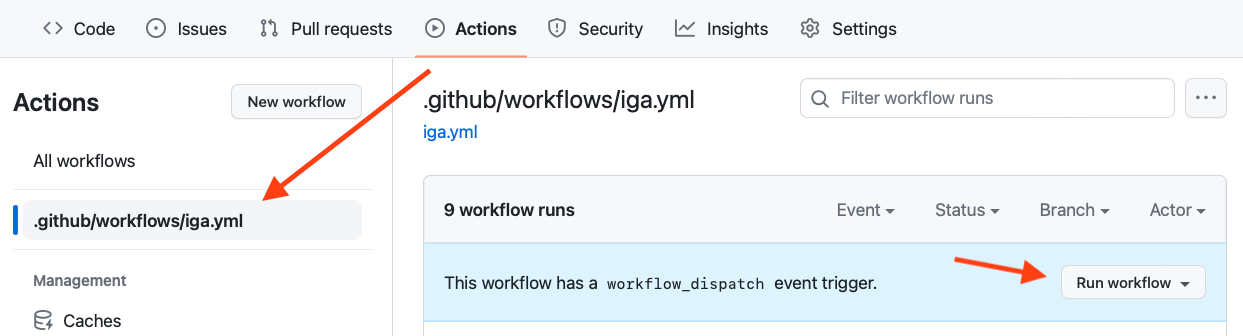 Code Issues Pull requests Actions Security Insights Settings
Actions New workflow
All workflows
.github/workflows/iga.yml
Management
Caches
.github/workflows/iga.yml Filter workflow runs ...
iga.yml
9 workflow runs Event Status Branch Actor
This workflow has a workflow_dispatch event trigger. Run workflow